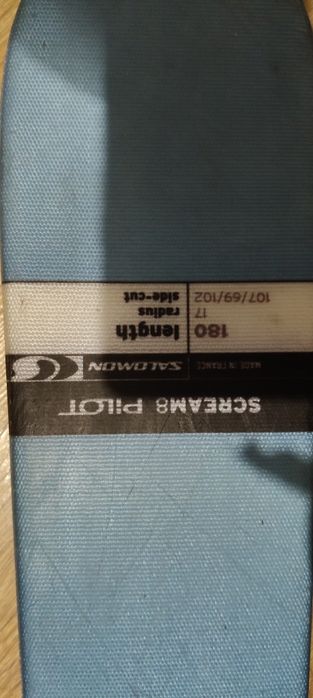 SCREAM8 PILOT
MADE IN FRANCE SALOMON
180 length
17 radius
107/69/102 side-cut